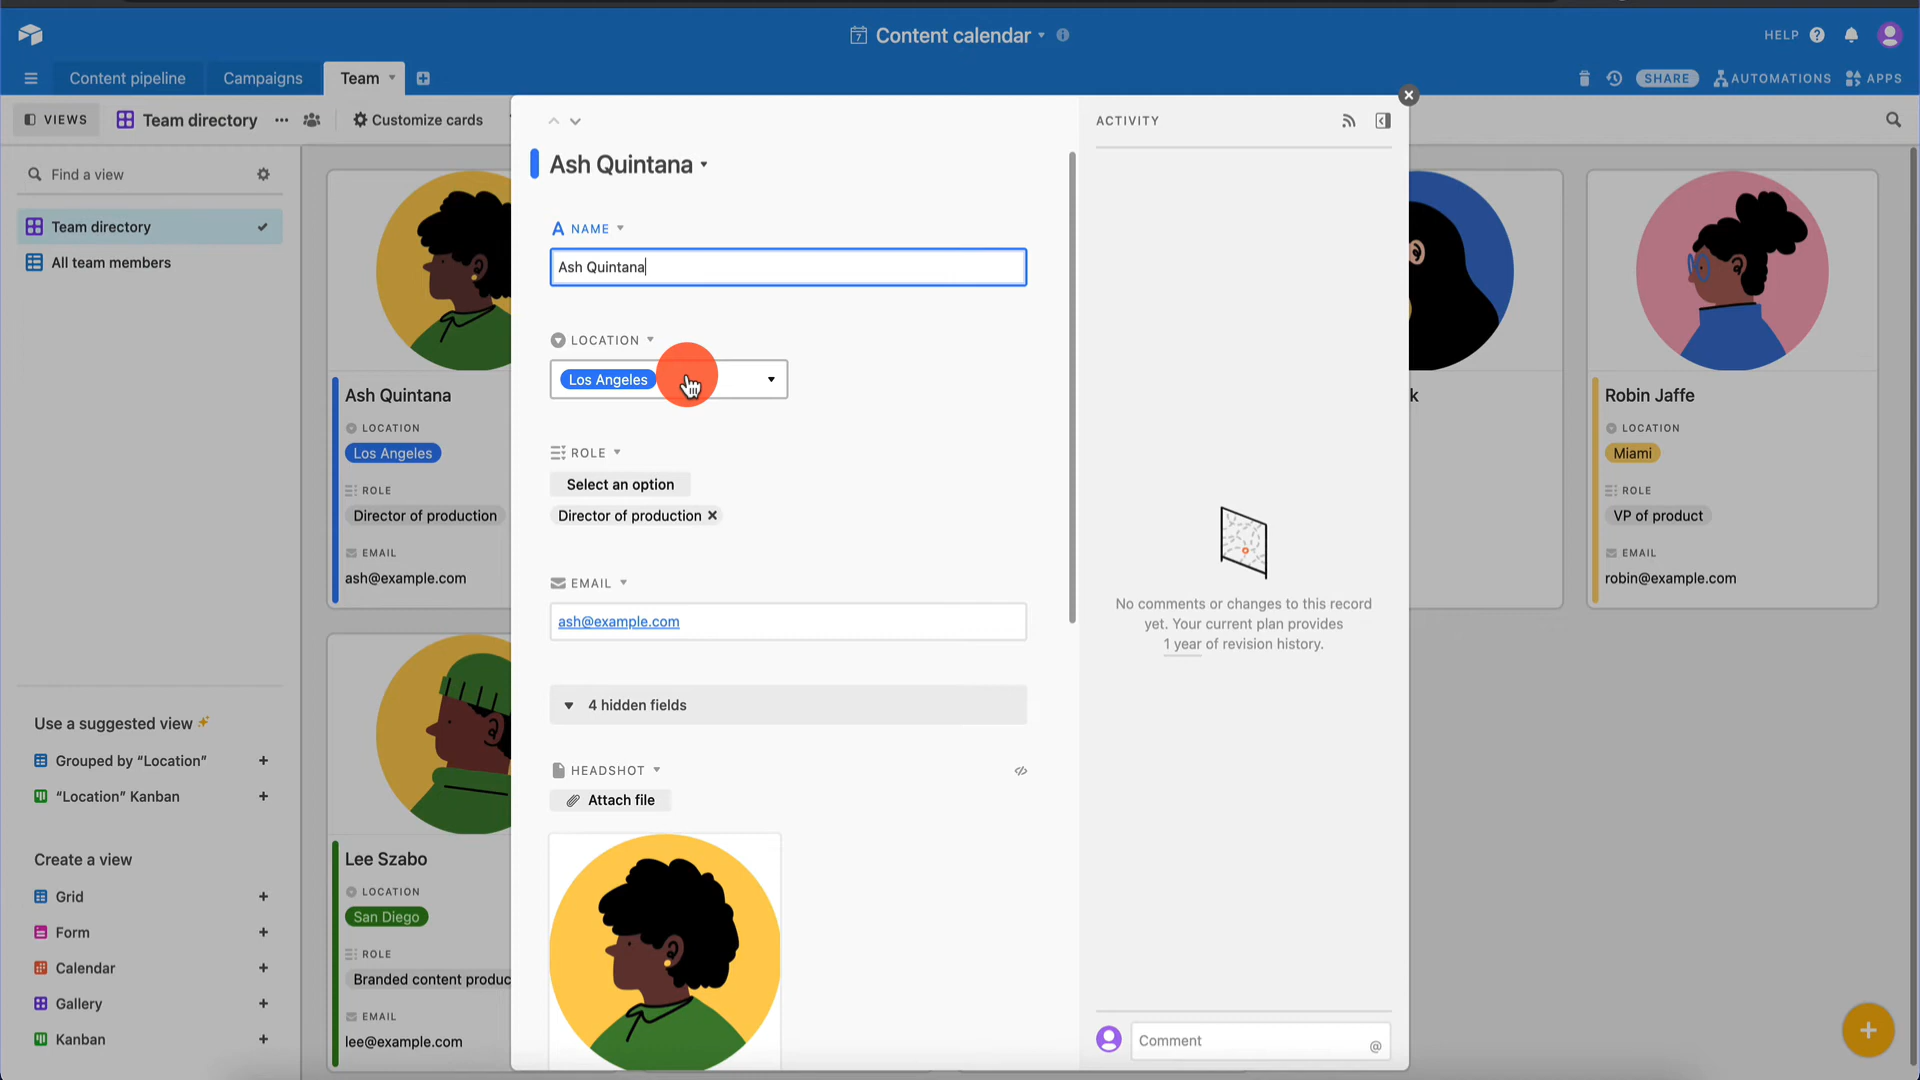 Content calendar
HELP
Content pipeline
Campaigns
Team
SHARE
AUTOMATIONS
APPS
VIEWS
Team directory
Customize cards
Find a view
Team directory
All team members
Use a suggested view
Grouped by “Location”
“Location” Kanban
Create a view
Grid
Form
Calendar
Gallery
Kanban
Ash Quintana
LOCATION
Los Angeles
ROLE
Director of production
EMAIL
ash@example.com
Lee Szabo
LOCATION
San Diego
ROLE
Branded content produc
EMAIL
lee@example.com
Ash Quintana
NAME
Ash Quintana
LOCATION
Los Angeles
ROLE
Select an option
Director of production
EMAIL
ash@example.com
4 hidden fields
HEADSHOT
Attach file
ACTIVITY
No comments or changes to this record
yet. Your current plan provides
1 year of revision history.
Comment
@
k
Robin Jaffe
LOCATION
Miami
ROLE
VP of product
EMAIL
robin@example.com